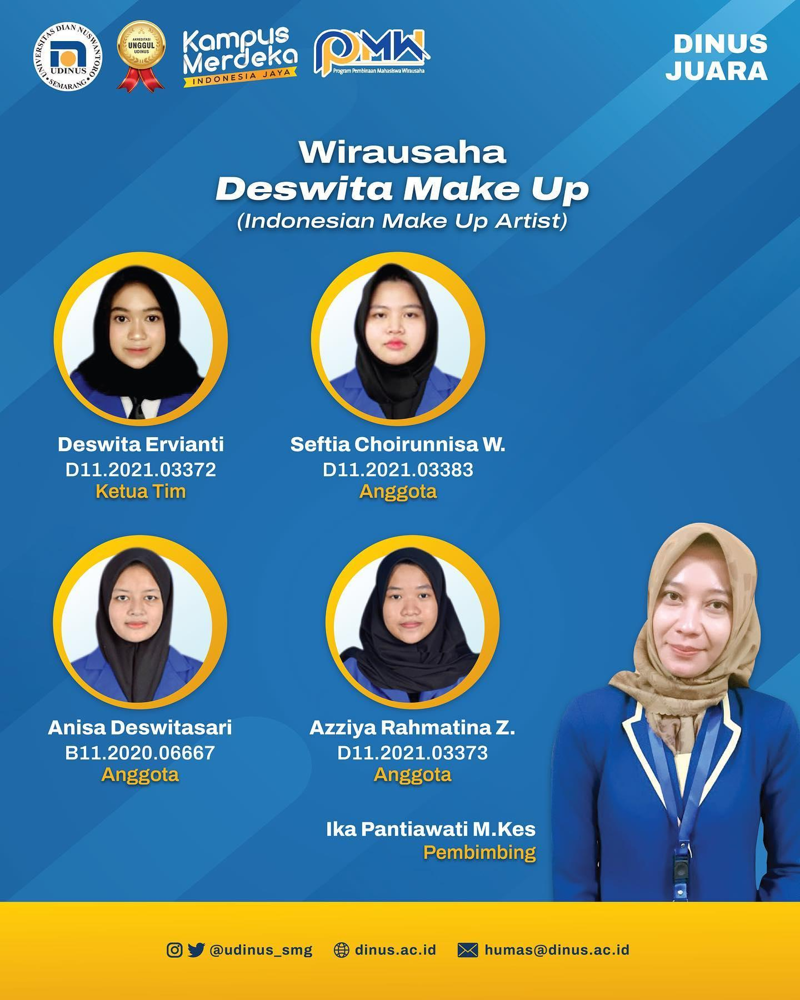 UNIVERSITAS DIAN NUSWANTORO
UDINUS
SEMARANG
AKREDITASI
UNGGUL
UDINUS
Kampus
Merdeka
INDONESIA JAYA
PMW
Program Pembinaan Mahasiswa Wirausaha
DINUS
JUARA
Wirausaha
Deswita Make Up
(Indonesian Make Up Artist)
Deswita Ervianti
D11.2021.03372
Ketua Tim
Seftia Choirunnisa W.
D11.2021.03383
Anggota
Anisa Deswitasari
B11.2020.06667
Anggota
Azziya Rahmatina Z.
D11.2021.03373
Anggota
Ika Pantiawati M.Kes
Pembimbing
@udinus_smg
dinus.ac.id
humas@dinus.ac.id